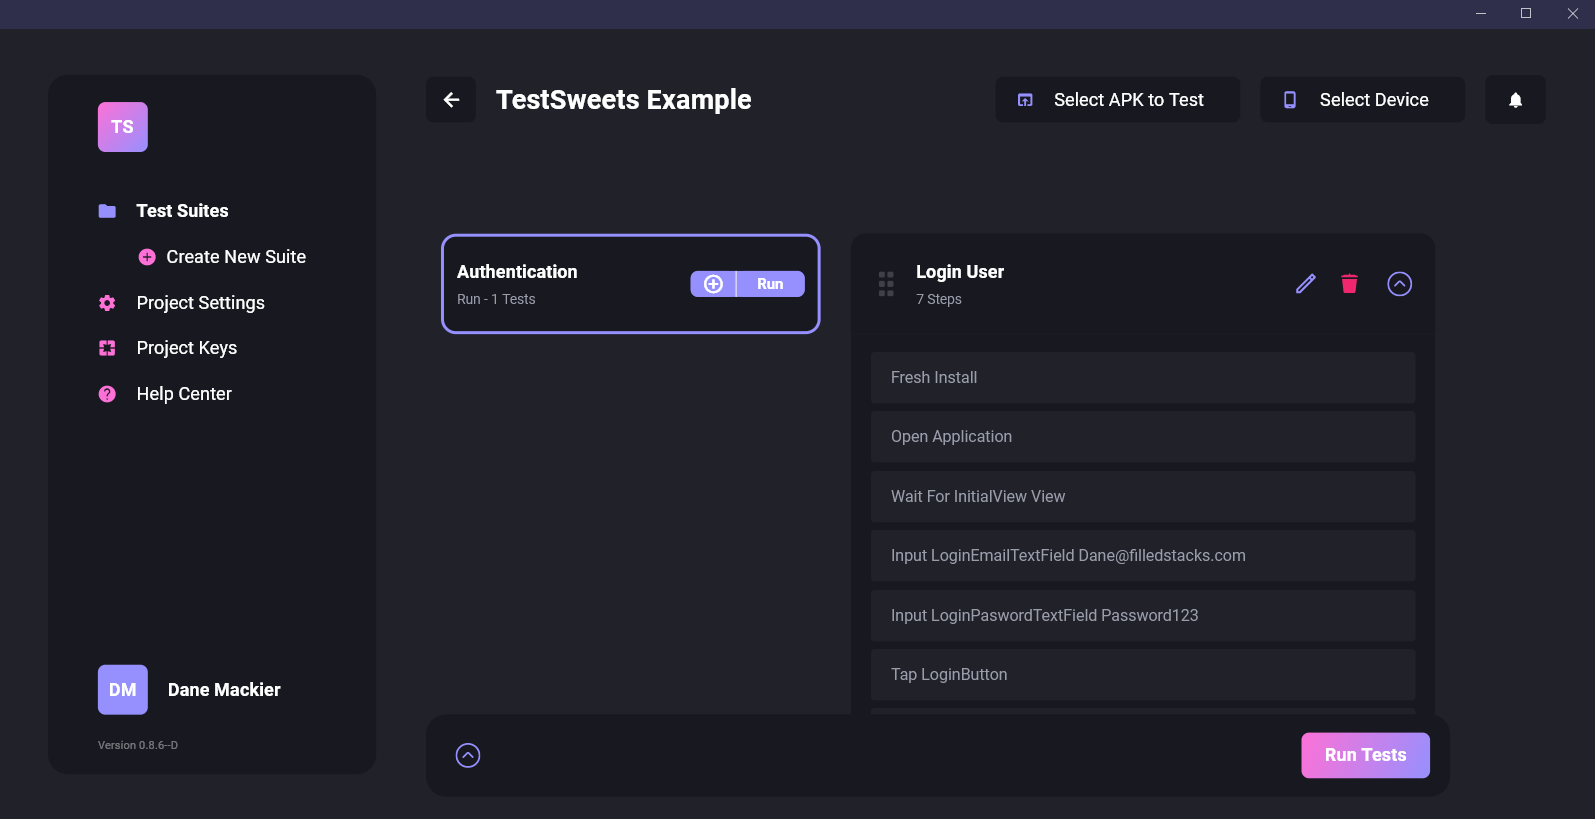 TS
Test Suites
Create New Suite
Project Settings
Project Keys
Help Center
DM
Dane Mackier
Version 0.8.6--D
TestSweets Example
Select APK to Test
Select Device
Authentication
Run - 1 Tests
Run
Login User
7 Steps
Fresh Install
Open Application
Wait For InitialView View
Input LoginEmailTextField Dane@filledstacks.com
Input LoginPaswordTextField Password123
Tap LoginButton
Run Tests